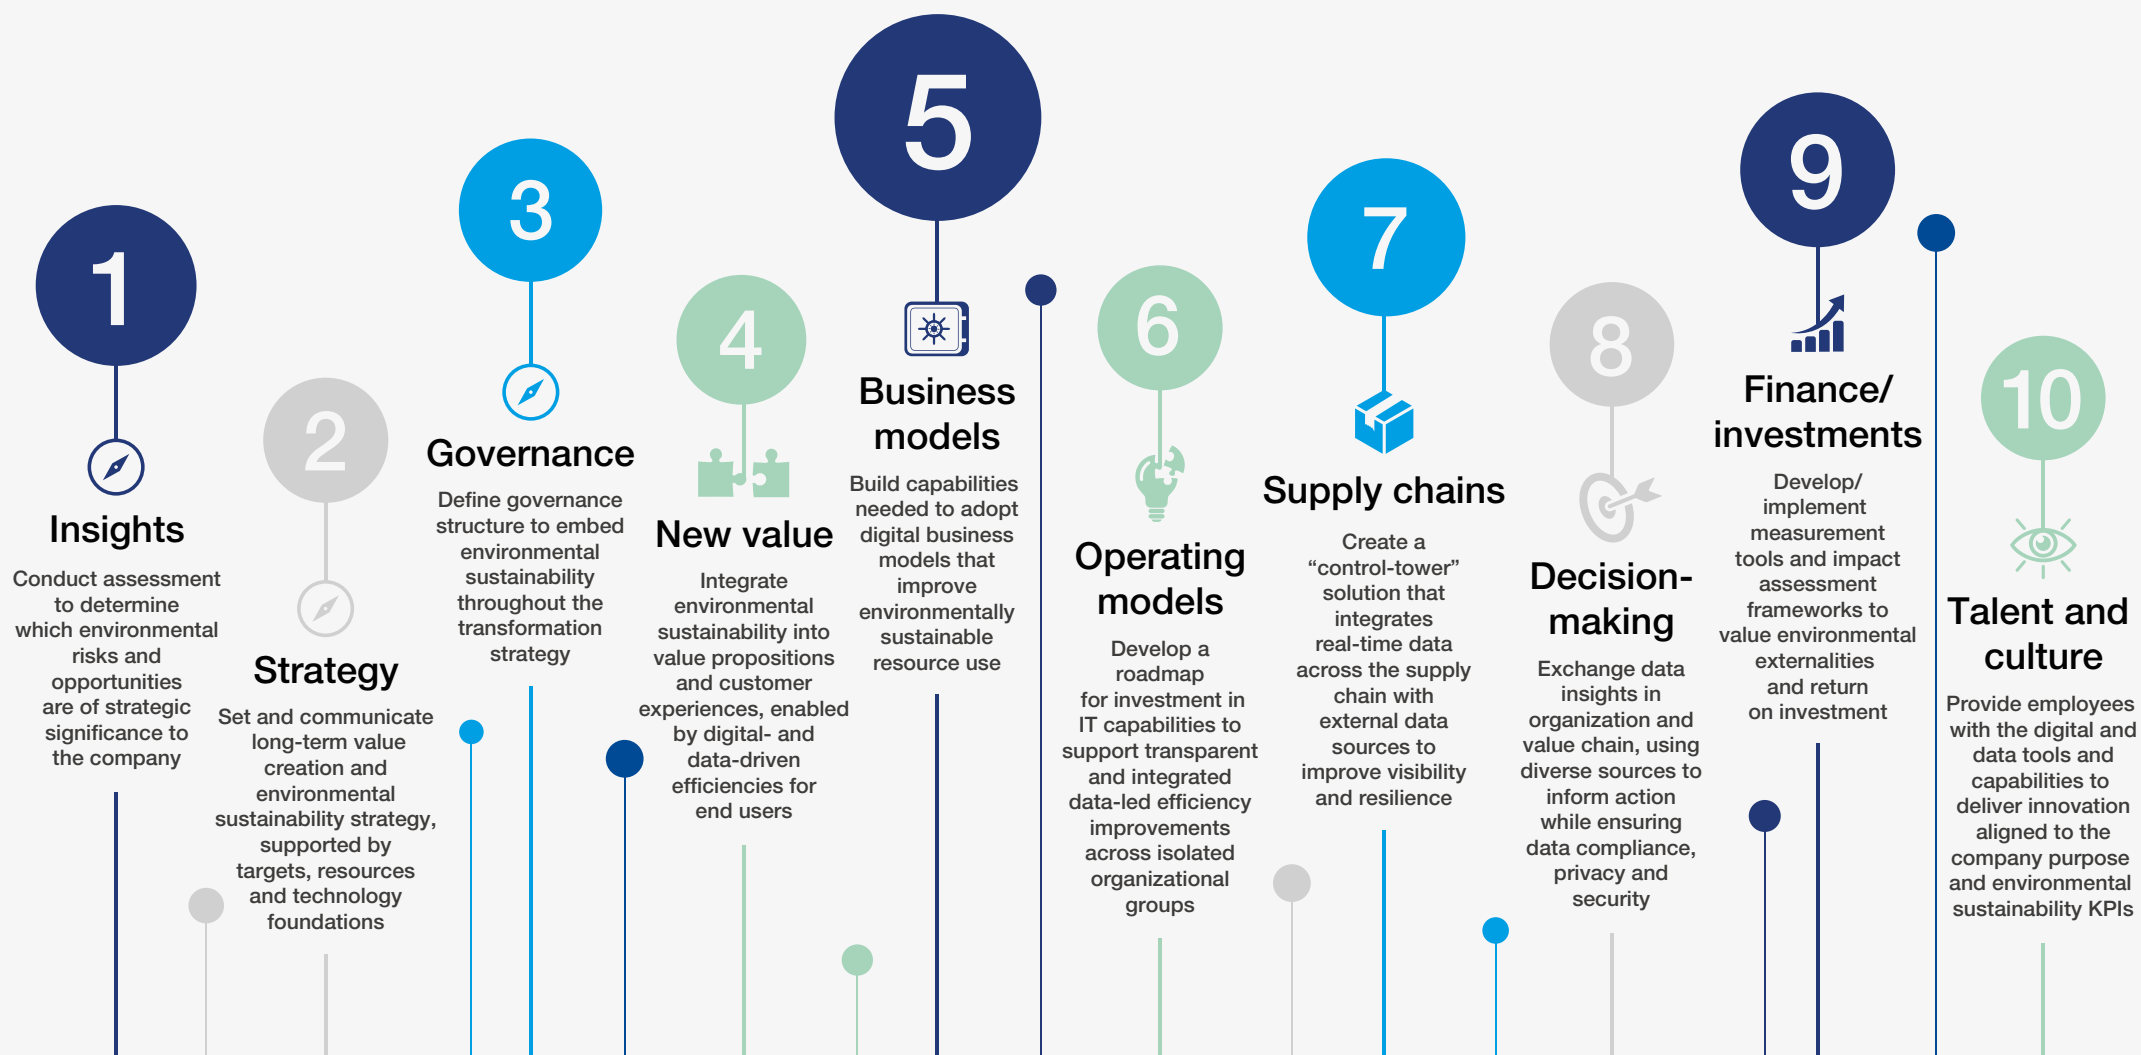 1
Insights
Conduct assessment
to determine
which environmental
risks and
opportunities
are of strategic
significance to
the company
2
Strategy
Set and communicate
long-term value
creation and
environmental
sustainability strategy,
supported by
targets, resources
and technology
foundations
3
Governance
Define governance
structure to embed
environmental
sustainability
throughout the
transformation
strategy
4
New value
Integrate
environmental
sustainability into
value propositions
and customer
experiences, enabled
by digital- and
data-driven
efficiencies for
end users
5
Business
models
Build capabilities
needed to adopt
digital business
models that
improve
environmentally
sustainable
resource use
6
Operating
models
Develop a
roadmap
for investment in
IT capabilities to
support transparent
and integrated
data-led efficiency
improvements
across isolated
organizational
groups
7
Supply chains
Create a
“control-tower”
solution that
integrates
real-time data
across the supply
chain with
external data
sources to
improve visibility
and resilience
8
Decision-
making
Exchange data
insights in
organization and
value chain, using
diverse sources to
inform action
while ensuring
data compliance,
privacy and
security
9
Finance/
investments
Develop/
implement
measurement
tools and impact
assessment
frameworks to
value environmental
externalities
and return
on investment
10
Talent and
culture
Provide employees
with the digital and
data tools and
capabilities to
deliver innovation
aligned to the
company purpose
and environmental
sustainability KPIs